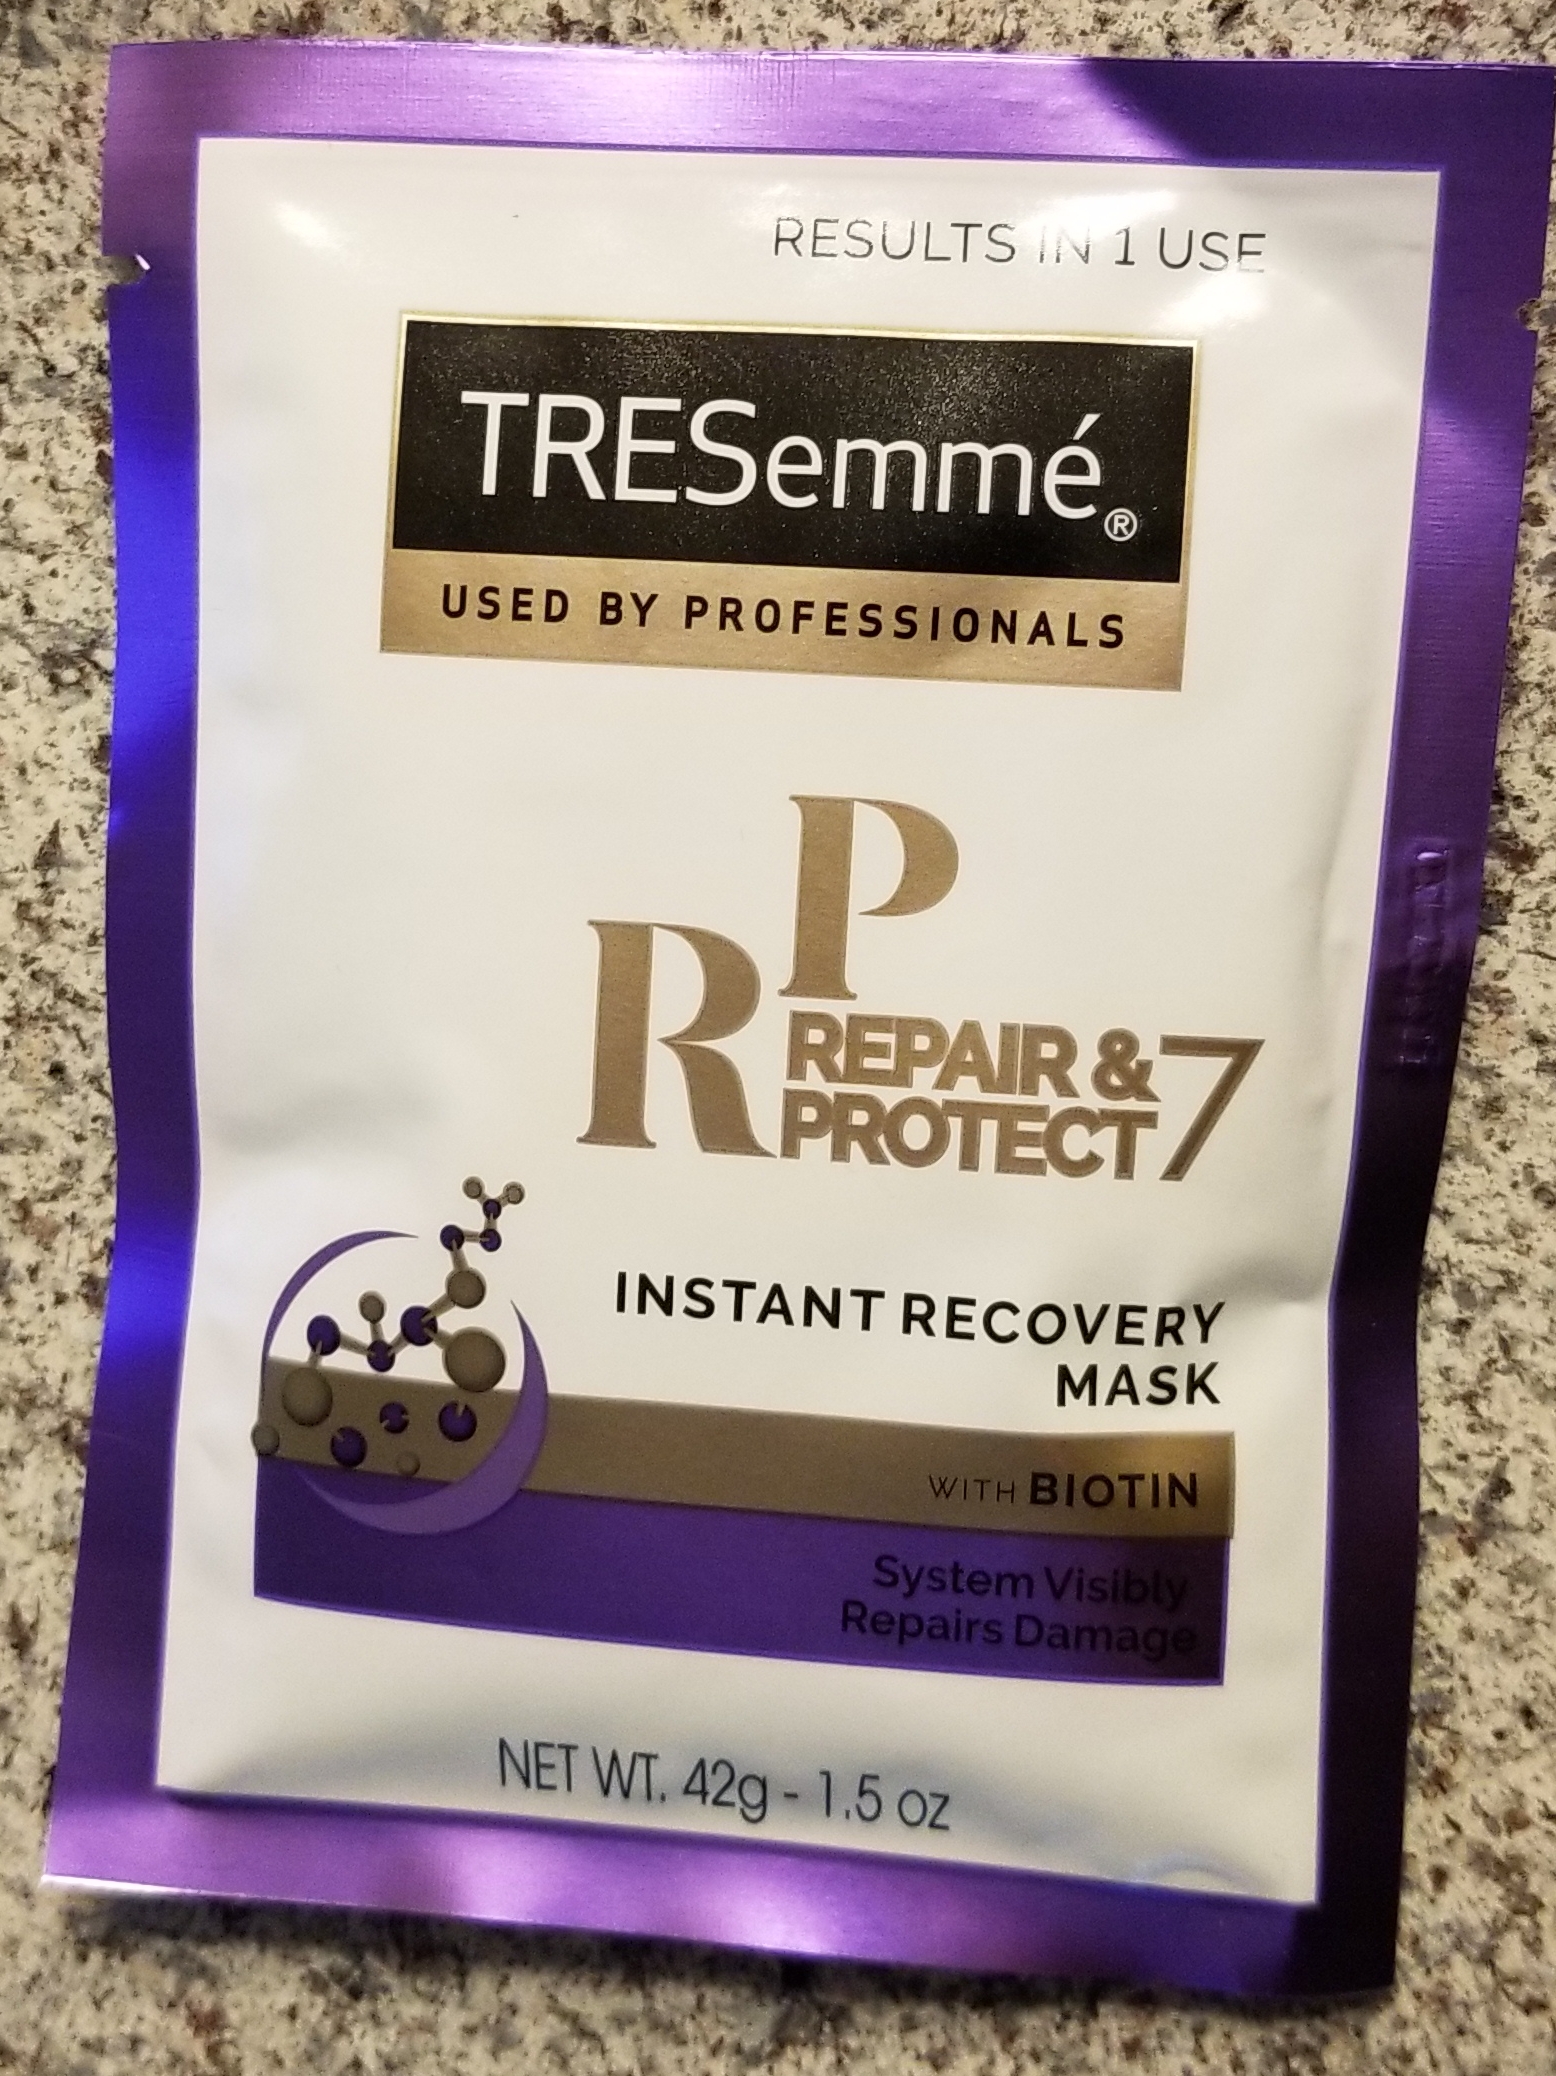 RESULTS IN 1 USE
TRESemmé®
USED BY PROFESSIONALS
P
R
REPAIR &
PROTECT 7
INSTANT RECOVERY
MASK
WITH BIOTIN
System Visibly
Repairs Damage
NET WT. 42g - 1.5 oz